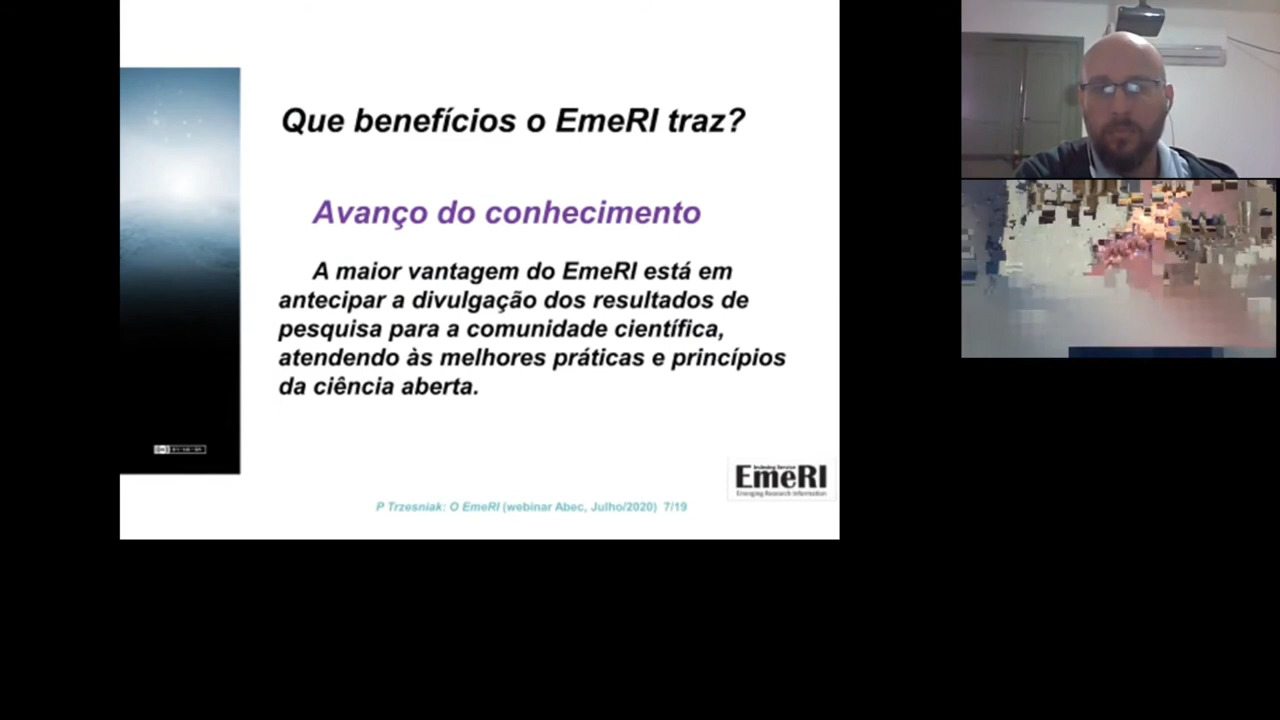 Que benefícios o EmeRI traz?
Avanço do conhecimento
A maior vantagem do EmeRI está em
antecipar a divulgação dos resultados de
pesquisa para a comunidade científica,
atendendo às melhores práticas e princípios
da ciência aberta.
Indexing Service
EmeRI
Emerging Research Information
P Trzesniak: O EmeRI (webinar Abec, Julho/2020) 7/19